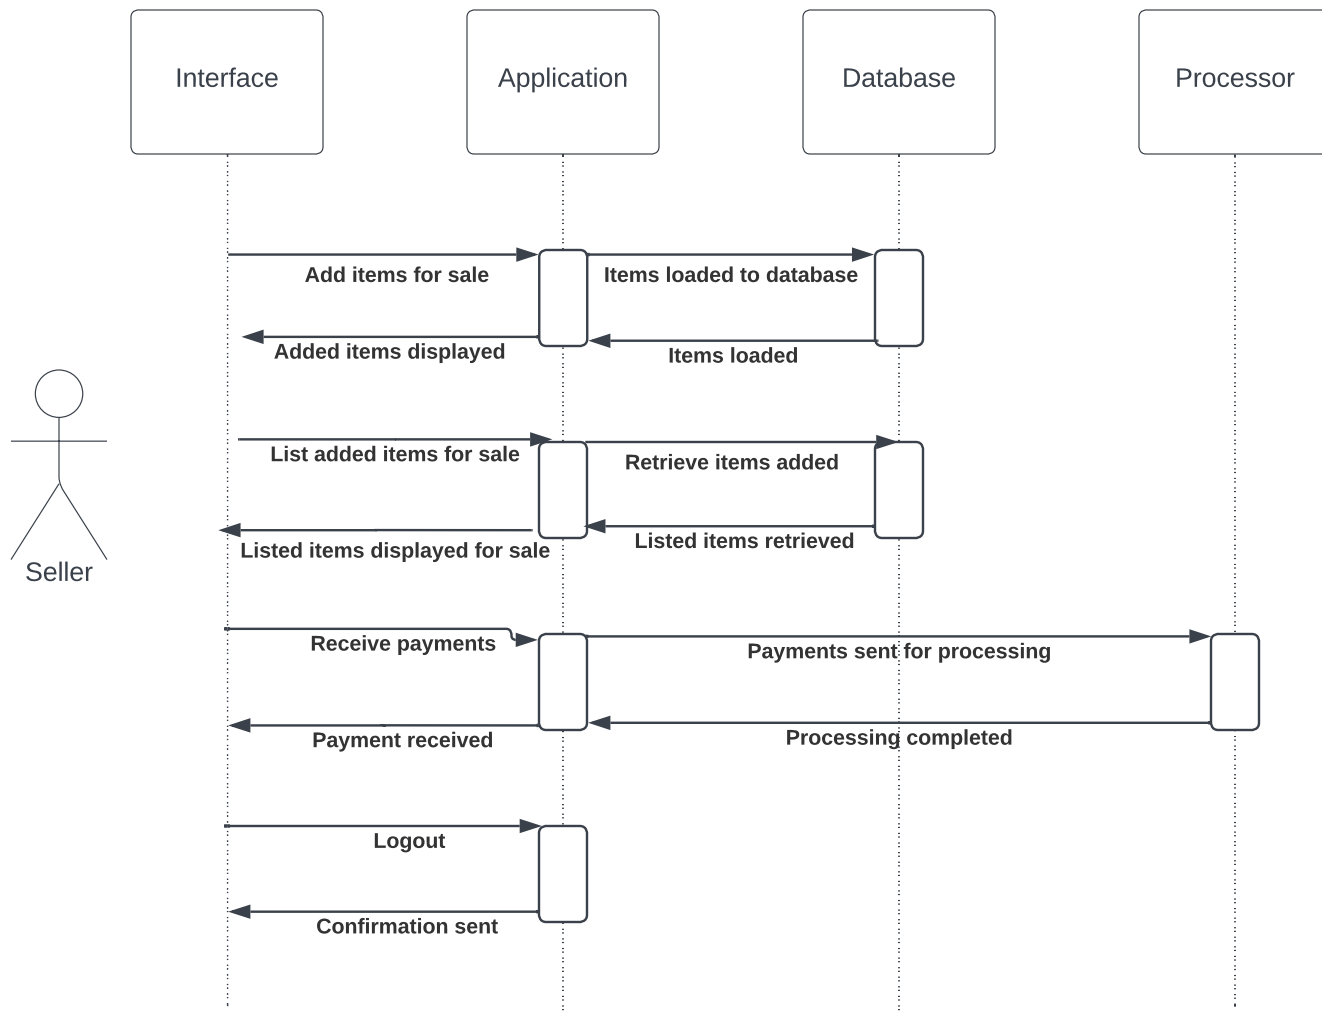 Interface
Application
Database
Processor
Add items for sale
Items loaded to database
Added items displayed
Items loaded
List added items for sale
Retrieve items added
Listed items displayed for sale
Listed items retrieved
Seller
Receive payments
Payments sent for processing
Payment received
Processing completed
Logout
Confirmation sent